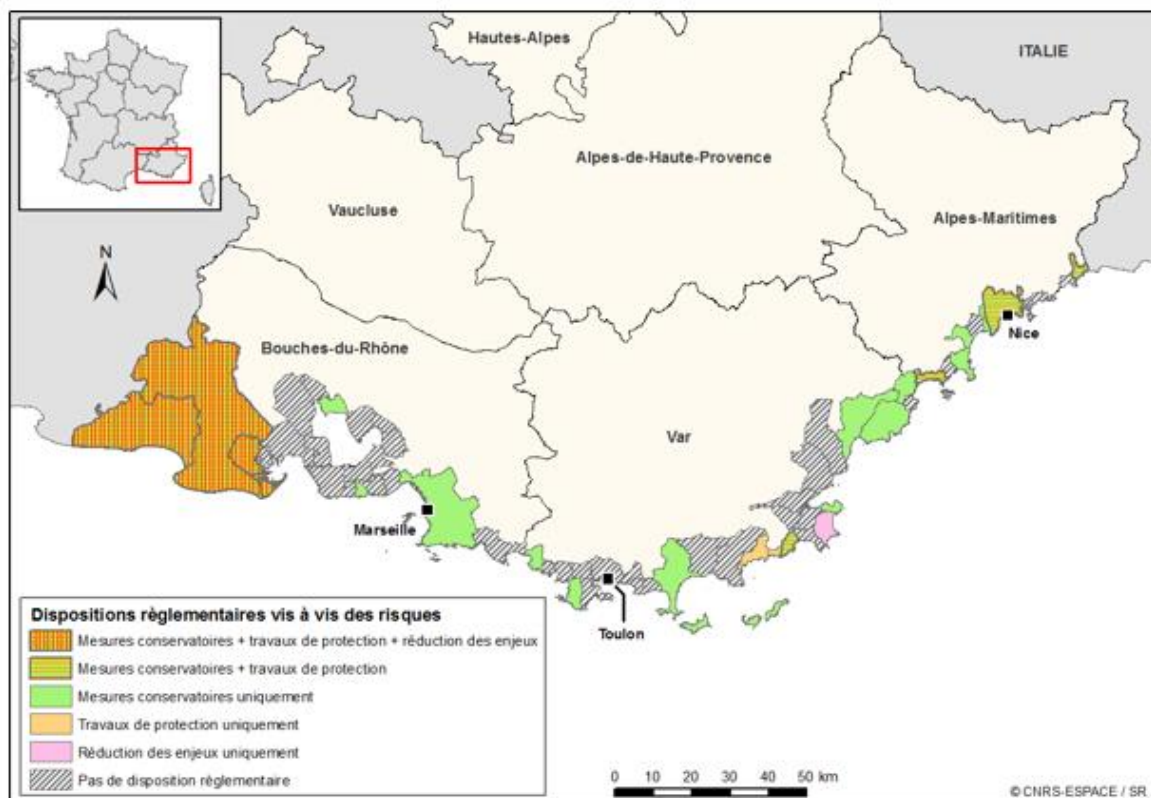 Hautes-Alpes
ITALIE
Alpes-de-Haute-Provence
Vaucluse
Alpes-Maritimes
N
Nice
Bouches-du-Rhône
Var
Marseille
Toulon
Dispositions règlementaires vis à vis des risques
Mesures conservatoires + travaux de protection + réduction des enjeux
Mesures conservatoires + travaux de protection
Mesures conservatoires uniquement
Travaux de protection uniquement
Réduction des enjeux uniquement
Pas de disposition règlementaire
0 10 20 30 40 50 km
© CNRS-ESPACE / SR